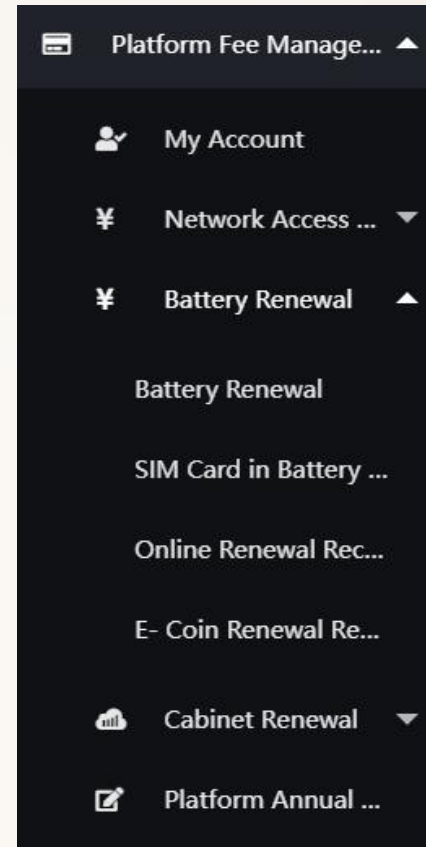 Platform Fee Manage...
My Account
¥ Network Access ...
¥ Battery Renewal
Battery Renewal
SIM Card in Battery ...
Online Renewal Rec...
E- Coin Renewal Re...
Cabinet Renewal
Platform Annual ...